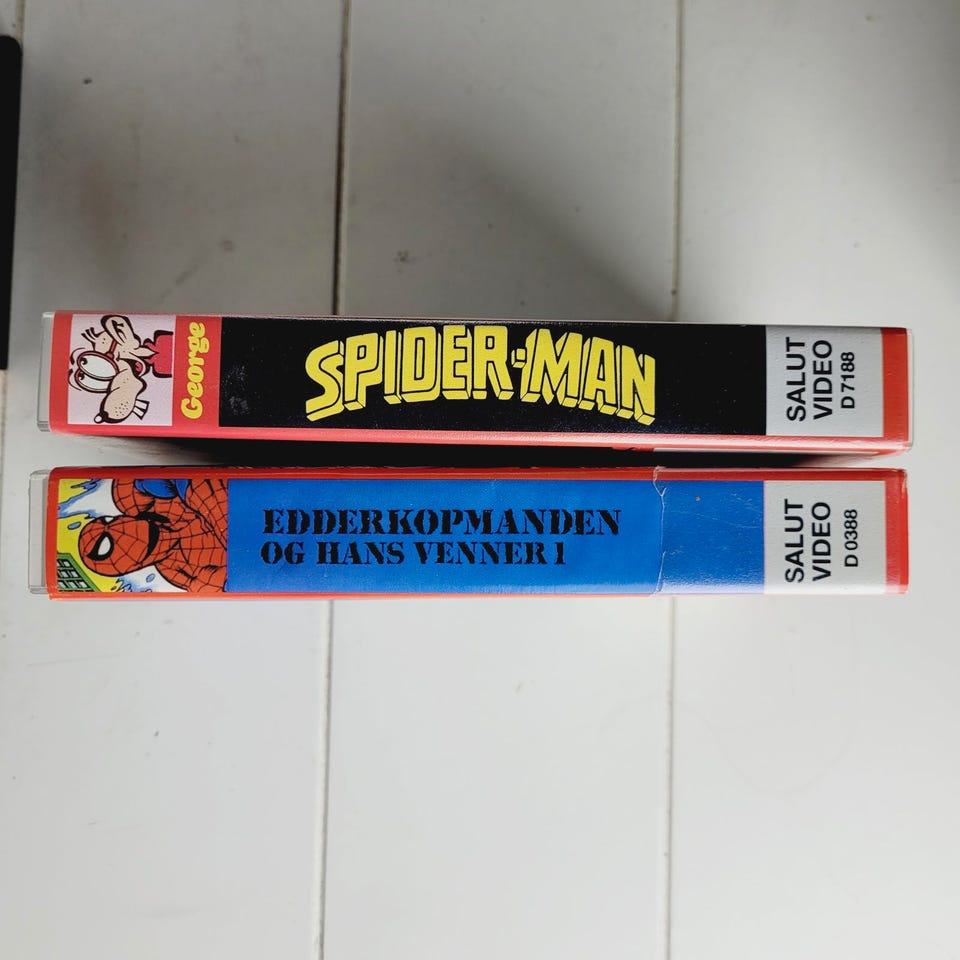 George
SPIDER-MAN
SALUT
VIDEO
D 7188
EDDERKOPMANDEN
OG HANS VENNER 1
SALUT
VIDEO
D 0388